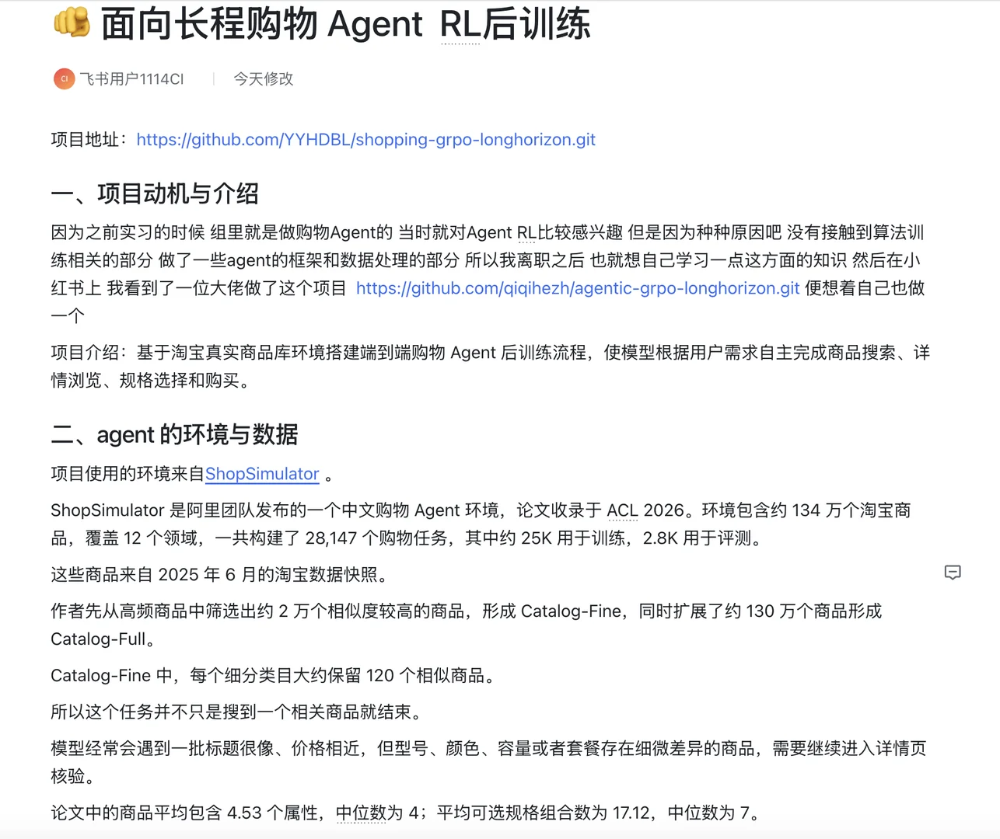 面向长程购物 Agent RL后训练
CI 飞书用户1114CI | 今天修改
项目地址：https://github.com/YYHDBL/shopping-grpo-longhorizon.git
一、项目动机与介绍
因为之前实习的时候 组里就是做购物Agent的 当时就对Agent RL比较感兴趣 但是因为种种原因吧 没有接触到算法训
练相关的部分 做了一些agent的框架和数据处理的部分 所以我离职之后 也就想自己学习一点这方面的知识 然后在小
红书上 我看到了一位大佬做了这个项目 https://github.com/qiqihezh/agentic-grpo-longhorizon.git 便想着自己也做
一个
项目介绍：基于淘宝真实商品库环境搭建端到端购物 Agent 后训练流程，使模型根据用户需求自主完成商品搜索、详
情浏览、规格选择和购买。
二、agent 的环境与数据
项目使用的环境来自ShopSimulator 。
ShopSimulator 是阿里团队发布的一个中文购物 Agent 环境，论文收录于 ACL 2026。环境包含约 134 万个淘宝商
品，覆盖 12 个领域，一共构建了 28,147 个购物任务，其中约 25K 用于训练，2.8K 用于评测。
这些商品来自 2025 年 6 月的淘宝数据快照。
作者先从高频商品中筛选出约 2 万个相似度较高的商品，形成 Catalog-Fine，同时扩展了约 130 万个商品形成
Catalog-Full。
Catalog-Fine 中，每个细分类目大约保留 120 个相似商品。
所以这个任务并不只是搜到一个相关商品就结束。
模型经常会遇到一批标题很像、价格相近，但型号、颜色、容量或者套餐存在细微差异的商品，需要继续进入详情页
核验。
论文中的商品平均包含 4.53 个属性，中位数为 4；平均可选规格组合数为 17.12，中位数为 7。